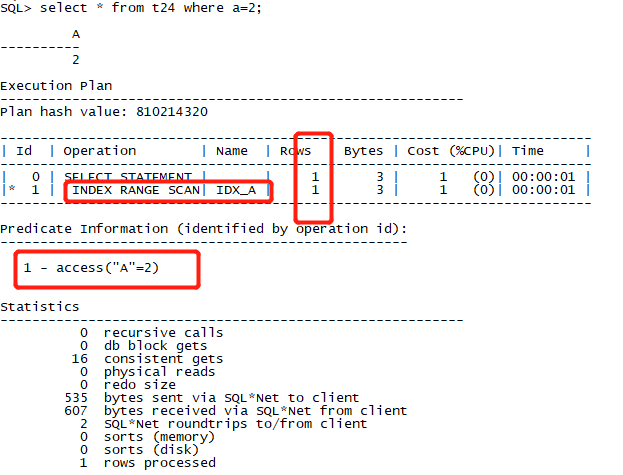 SQL> select * from t24 where a=2;
A
----------
2
Execution Plan
----------------------------------------------------------
Plan hash value: 810214320
--------------------------------------------------------------------------
| Id  | Operation        | Name  | Rows  | Bytes | Cost (%CPU)| Time     |
--------------------------------------------------------------------------
|   0 | SELECT STATEMENT |       |     1 |     3 |     1   (0)| 00:00:01 |
|*  1 |  INDEX RANGE SCAN| IDX_A |     1 |     3 |     1   (0)| 00:00:01 |
--------------------------------------------------------------------------
Predicate Information (identified by operation id):
---------------------------------------------------
1 - access("A"=2)
Statistics
----------------------------------------------------------
0  recursive calls
0  db block gets
16  consistent gets
0  physical reads
0  redo size
535  bytes sent via SQL*Net to client
607  bytes received via SQL*Net from client
2  SQL*Net roundtrips to/from client
0  sorts (memory)
0  sorts (disk)
1  rows processed